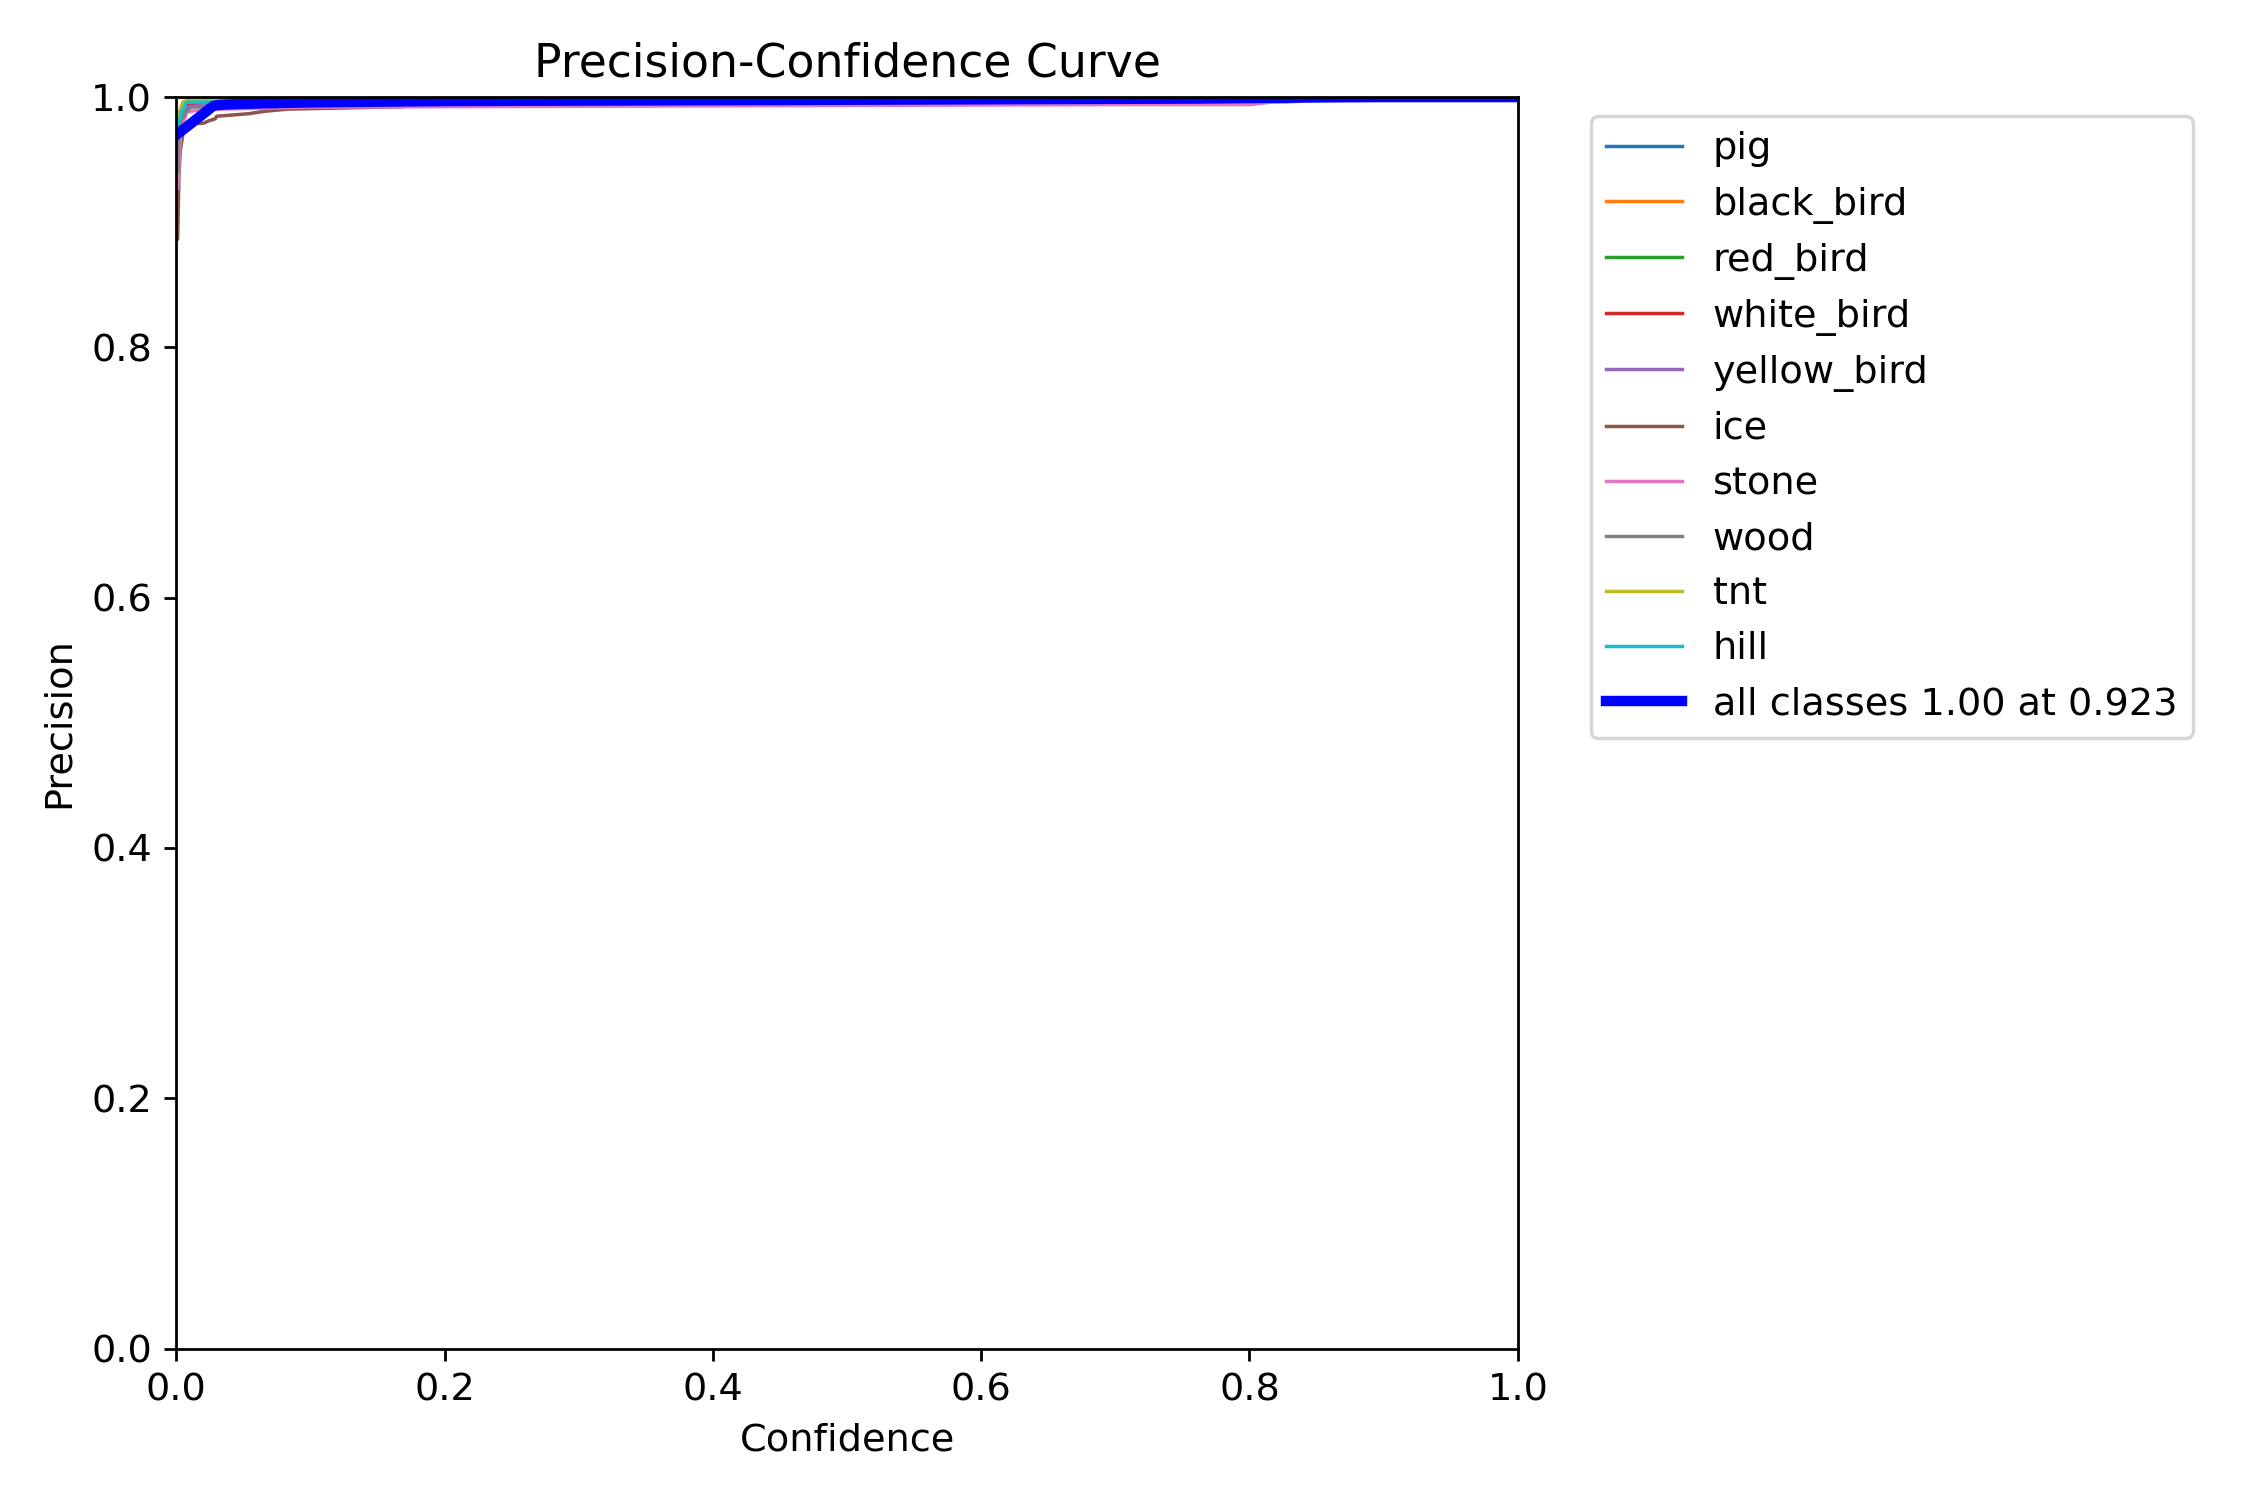 Precision-Confidence Curve
1.0
0.8
0.6
0.4
0.2
0.0
Precision
0.0 0.2 0.4 0.6 0.8 1.0
Confidence
pig
black_bird
red_bird
white_bird
yellow_bird
ice
stone
wood
tnt
hill
all classes 1.00 at 0.923